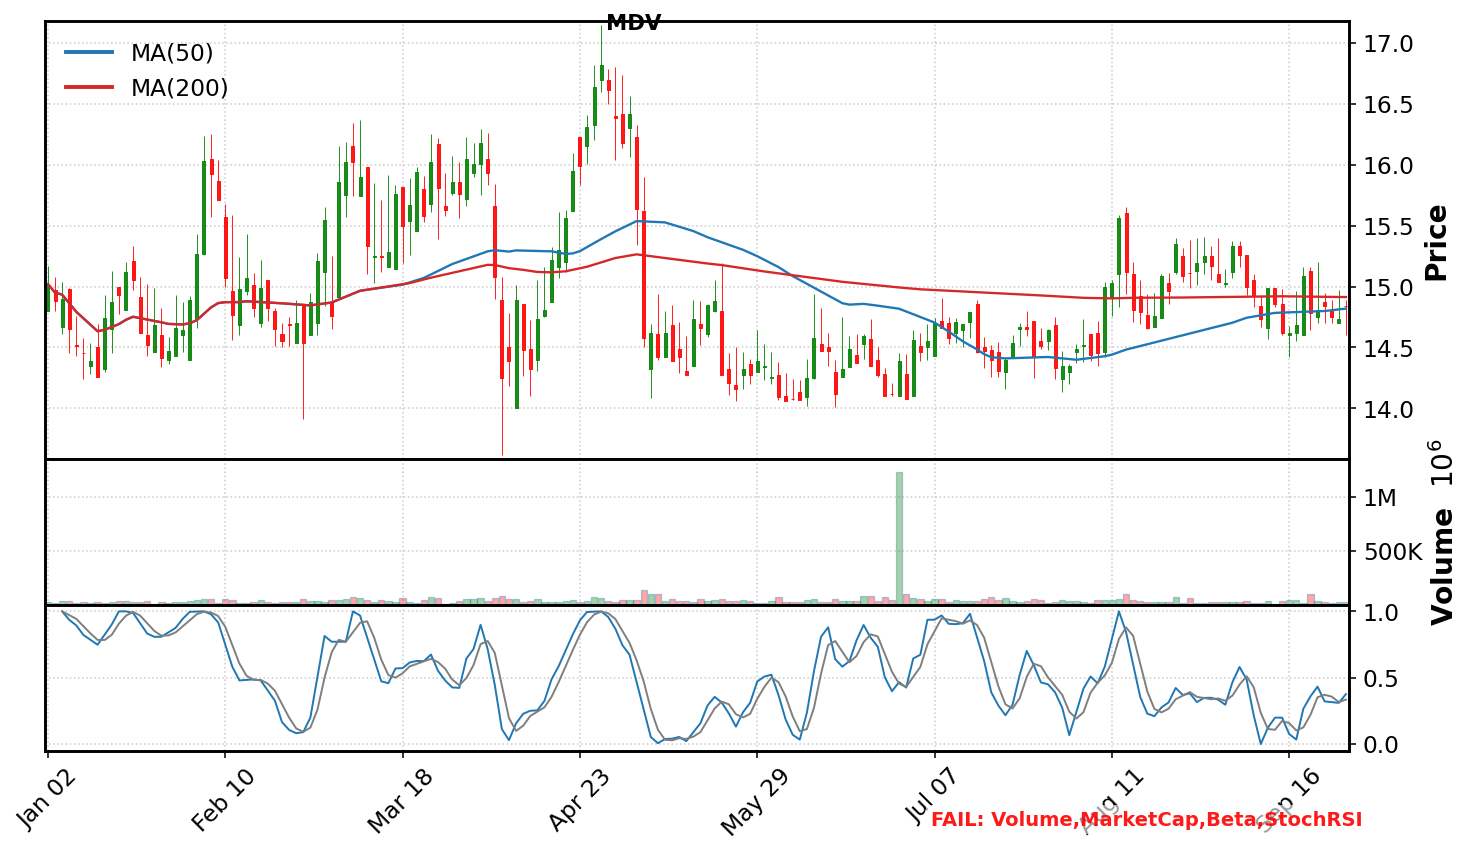 MDV
MA(50)
MA(200)
17.0
16.5
16.0
15.5
15.0
14.5
14.0
Price
1M
500K
Volume 10⁶
1.0
0.5
0.0
Jan 02
Feb 10
Mar 18
Apr 23
May 29
Jul 07
Aug 11
Sep 16
FAIL: Volume,MarketCap,Beta,StochRSI